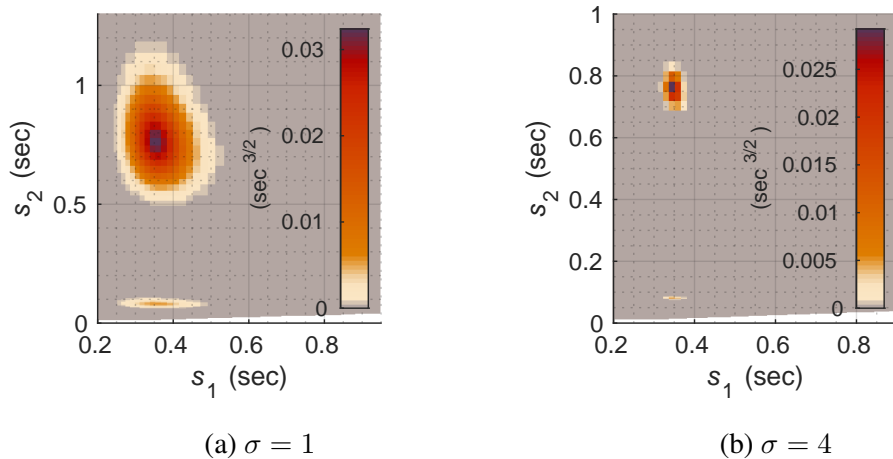 0.03
0.02
0.01
0
(sec 3/2 )
1
0.5
0
s2 (sec)
0.2 0.4 0.6 0.8
s1 (sec)
(a) σ = 1
1
0.8
0.6
0.4
0.2
0
s2 (sec)
0.025
0.02
0.015
0.01
0.005
0
(sec 3/2 )
0.2 0.4 0.6 0.8
s1 (sec)
(b) σ = 4